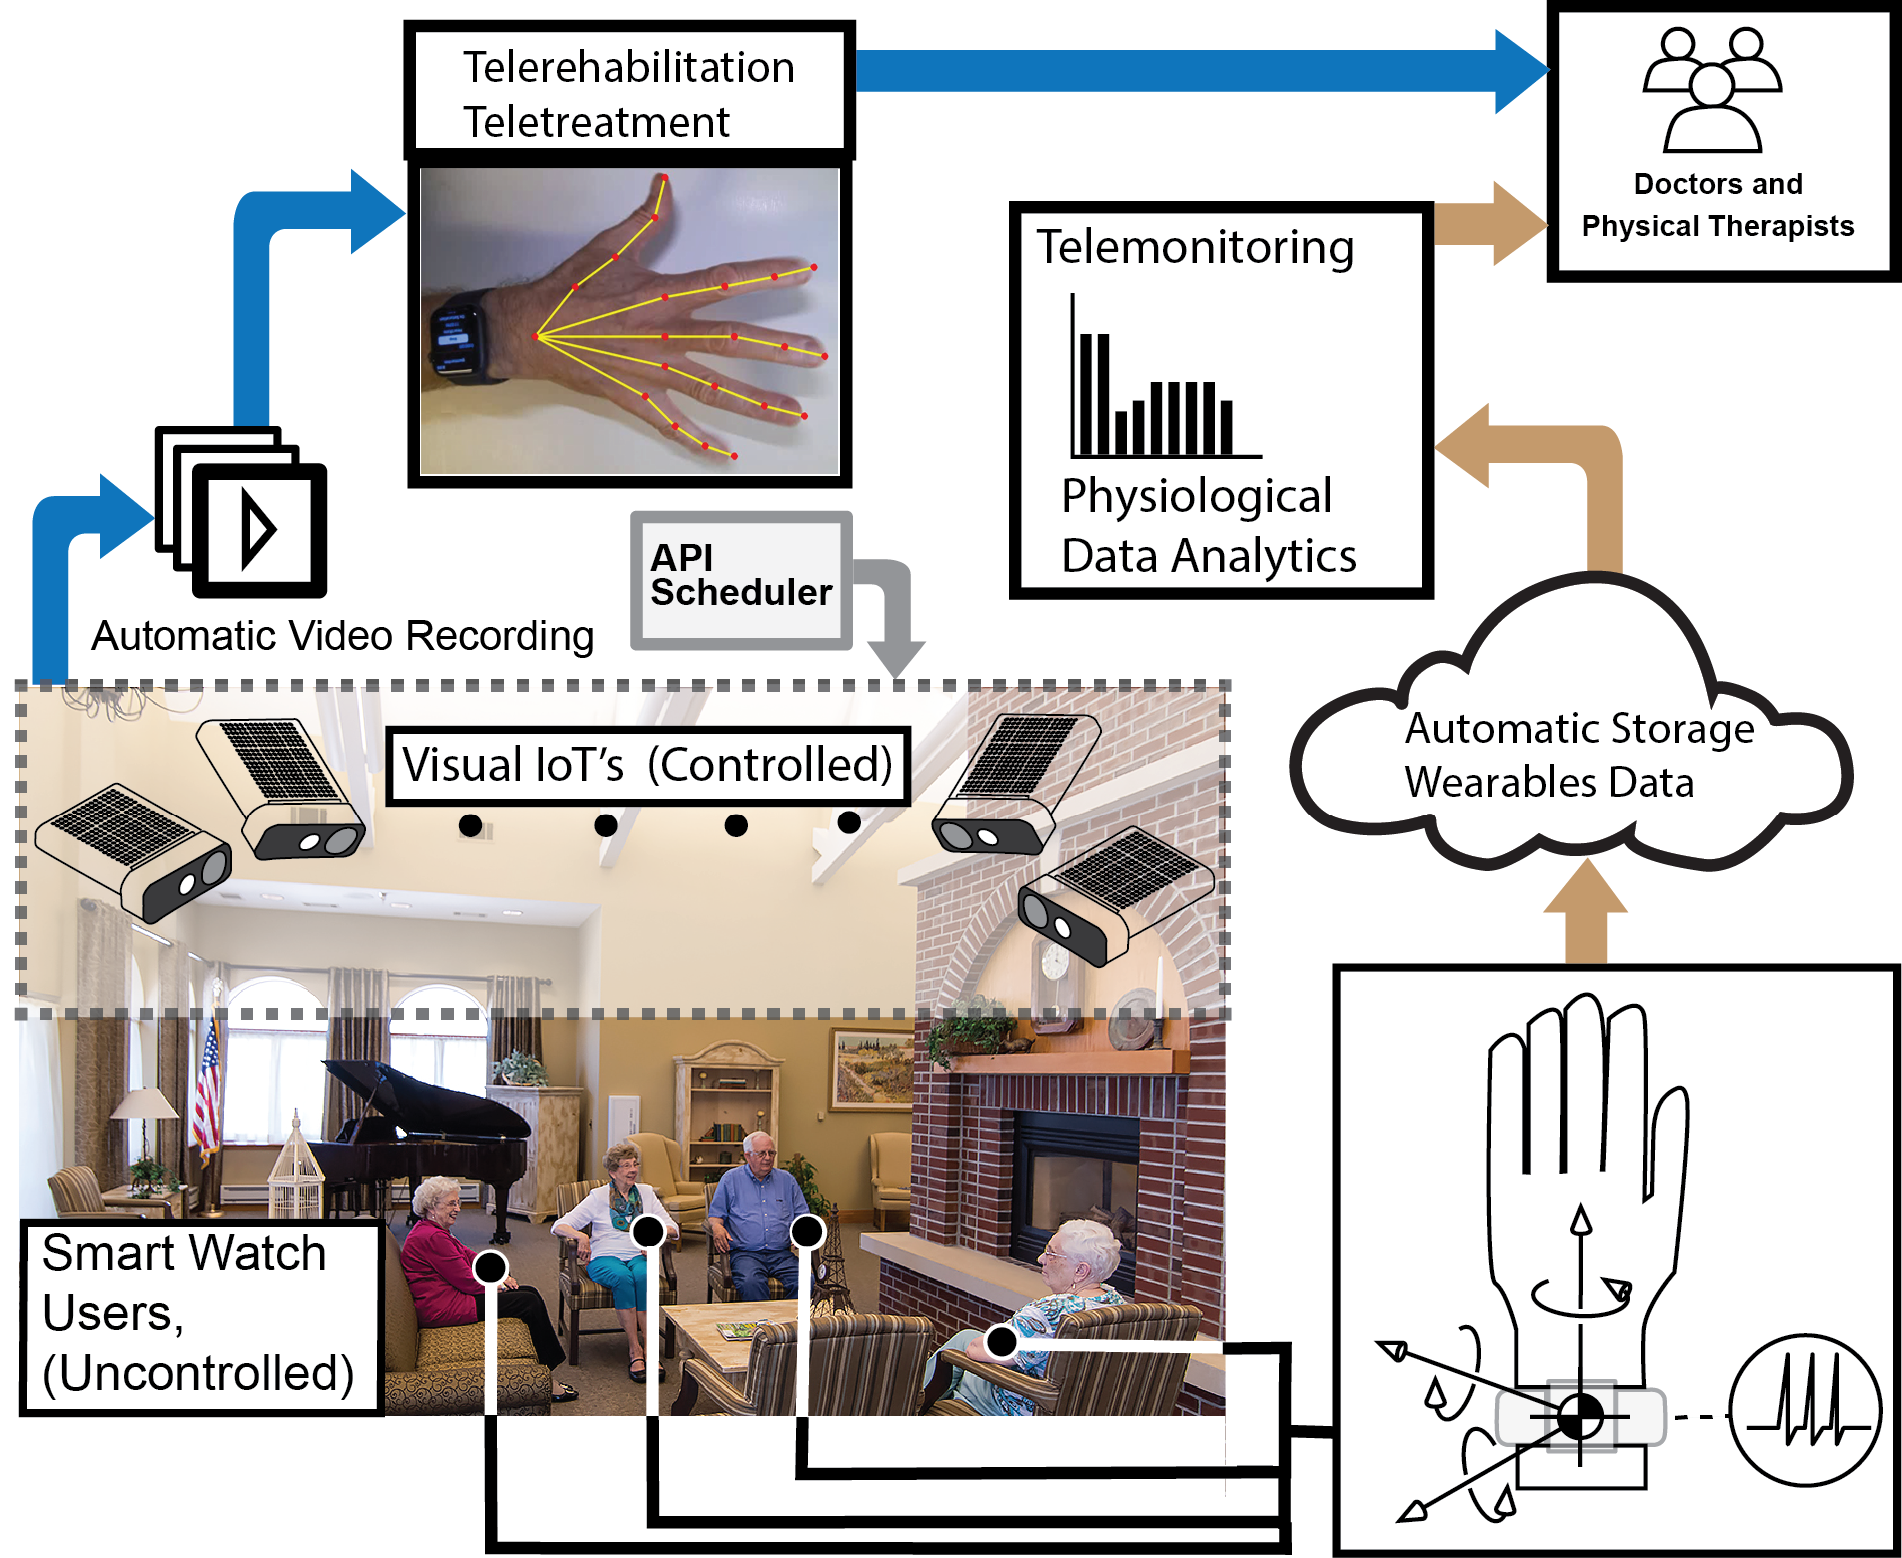 Telerehabilitation
Teletreatment
Doctors and
Physical Therapists
Telemonitoring
Physiological
Data Analytics
API
Scheduler
Automatic Video Recording
Visual IoT's (Controlled)
Automatic Storage
Wearables Data
Smart Watch
Users,
(Uncontrolled)